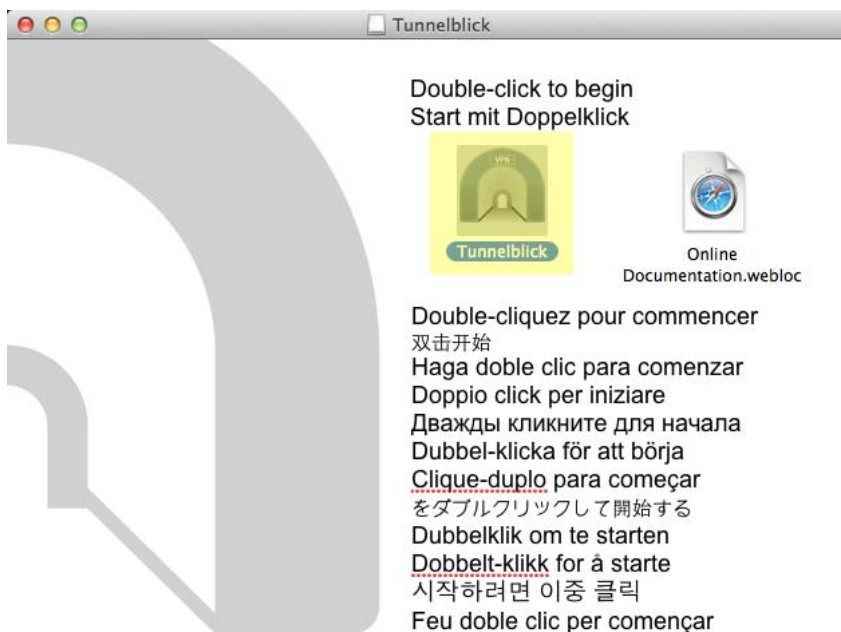 Tunnelblick
Double-click to begin
Start mit Doppelklick
VPN
Tunnelblick
Online
Documentation.webloc
Double-cliquez pour commencer
双击开始
Haga doble clic para comenzar
Doppio click per iniziare
Дважды кликните для начала
Dubbel-klicka för att börja
Clique-duplo para começar
をダブルクリックして開始する
Dubbelklik om te starten
Dobbelt-klikk for å starte
시작하려면 이중 클릭
Feu doble clic per començar